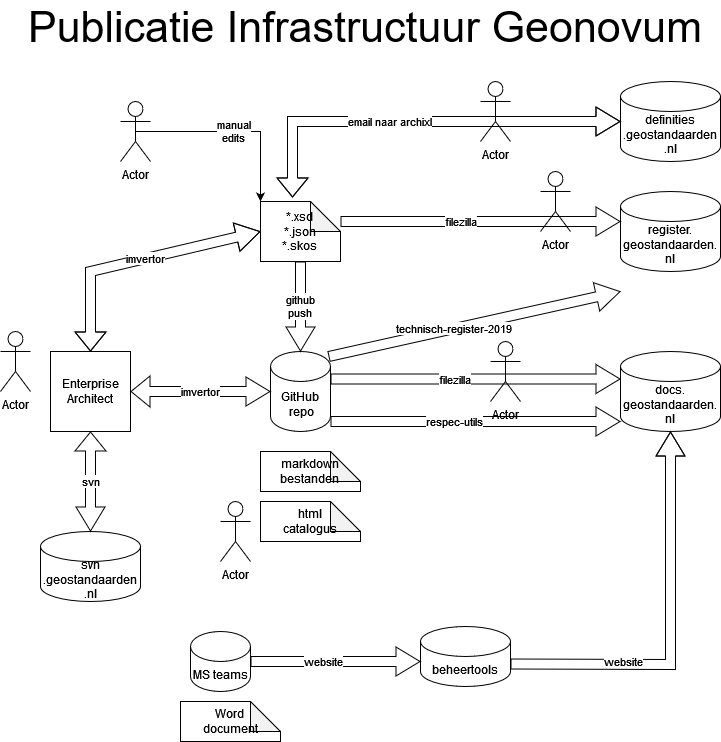 Publicatie Infrastructuur Geonovum
Actor
manual
edits
email naar archixl
Actor
definities
.geostandaarden
.nl
*.xsd
*.json
*.skos
filezilla
Actor
register.
geostandaarden.
nl
imvertor
github
push
technisch-register-2019
Actor
Enterprise
Architect
imvertor
GitHub
repo
filezilla
Actor
respec-utils
docs.
geostandaarden.
nl
markdown
bestanden
svn
html
catalogus
Actor
svn
.geostandaarden
.nl
MS teams
website
beheertools
website
Word
document